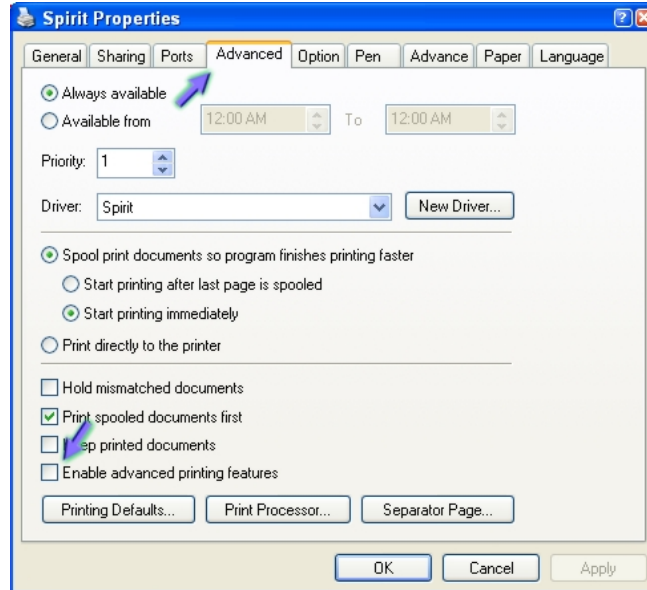 Spirit Properties
General Sharing Ports Advanced Option Pen Advance Paper Language
Always available
Available from 12:00 AM To 12:00 AM
Priority: 1
Driver: Spirit New Driver...
Spool print documents so program finishes printing faster
Start printing after last page is spooled
Start printing immediately
Print directly to the printer
Hold mismatched documents
Print spooled documents first
printed documents
Enable advanced printing features
Printing Defaults... Print Processor... Separator Page...
OK Cancel Apply